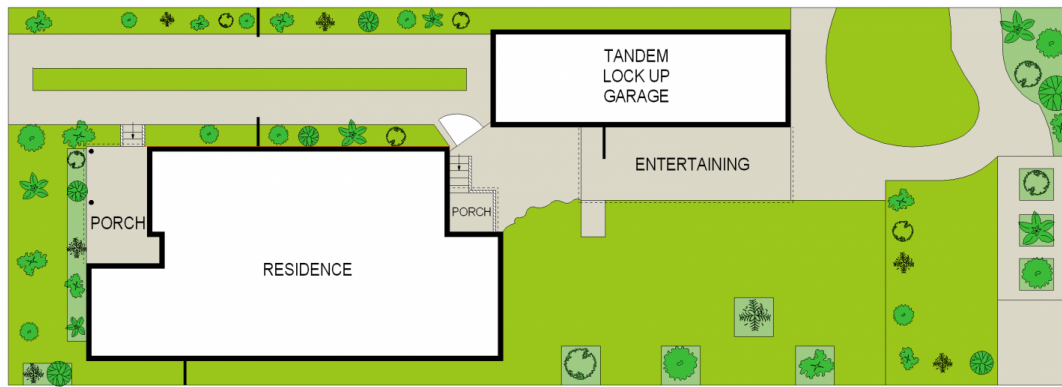 TANDEM
LOCK UP
GARAGE
ENTERTAINING
PORCH
PORCH
RESIDENCE